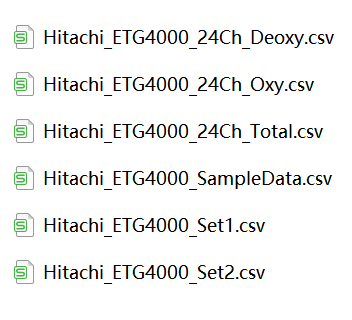 Hitachi_ETG4000_24Ch_Deoxy.csv
Hitachi_ETG4000_24Ch_Oxy.csv
Hitachi_ETG4000_24Ch_Total.csv
Hitachi_ETG4000_SampleData.csv
Hitachi_ETG4000_Set1.csv
Hitachi_ETG4000_Set2.csv